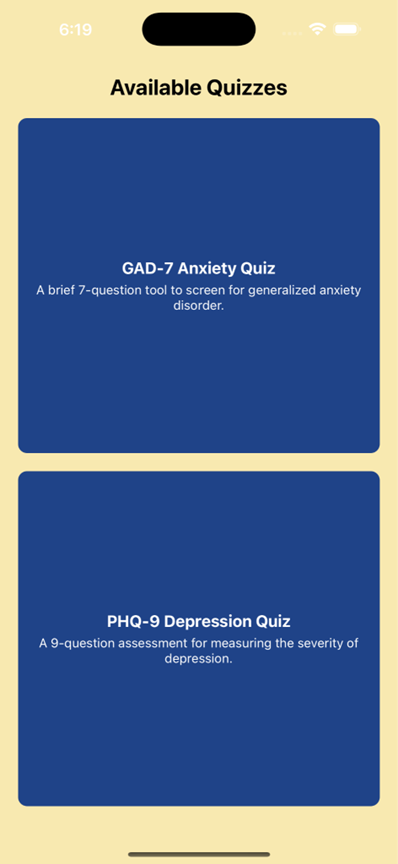 6:19
Available Quizzes
GAD-7 Anxiety Quiz
A brief 7-question tool to screen for generalized anxiety
disorder.
PHQ-9 Depression Quiz
A 9-question assessment for measuring the severity of
depression.